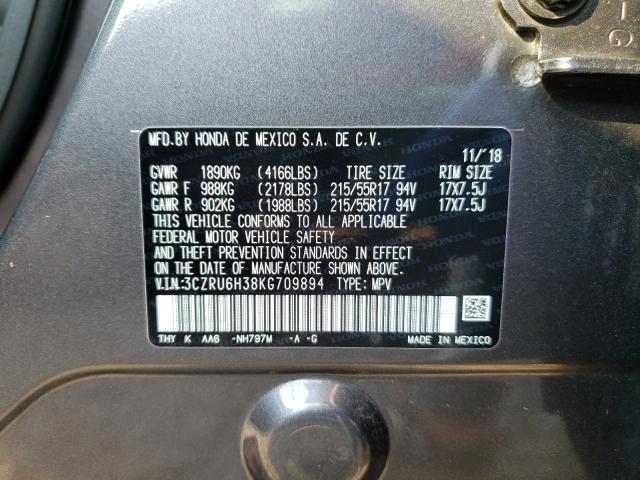 MFD.BY HONDA DE MEXICO S.A. DE C.V.
11/'18
GVWR 1890KG (4166LBS) TIRE SIZE RIM SIZE
GAWR F 988KG (2178LBS) 215/55R17 94V 17X7.5J
GAWR R 902KG (1988LBS) 215/55R17 94V 17X7.5J
THIS VEHICLE CONFORMS TO ALL APPLICABLE
FEDERAL MOTOR VEHICLE SAFETY
AND THEFT PREVENTION STANDARDS IN EFFECT
ON THE DATE OF MANUFACTURE SHOWN ABOVE.
V.I.N.:3CZRU6H38KG709894 TYPE: MPV
THY K AA6 -NH797M -A -G MADE IN MEXICO